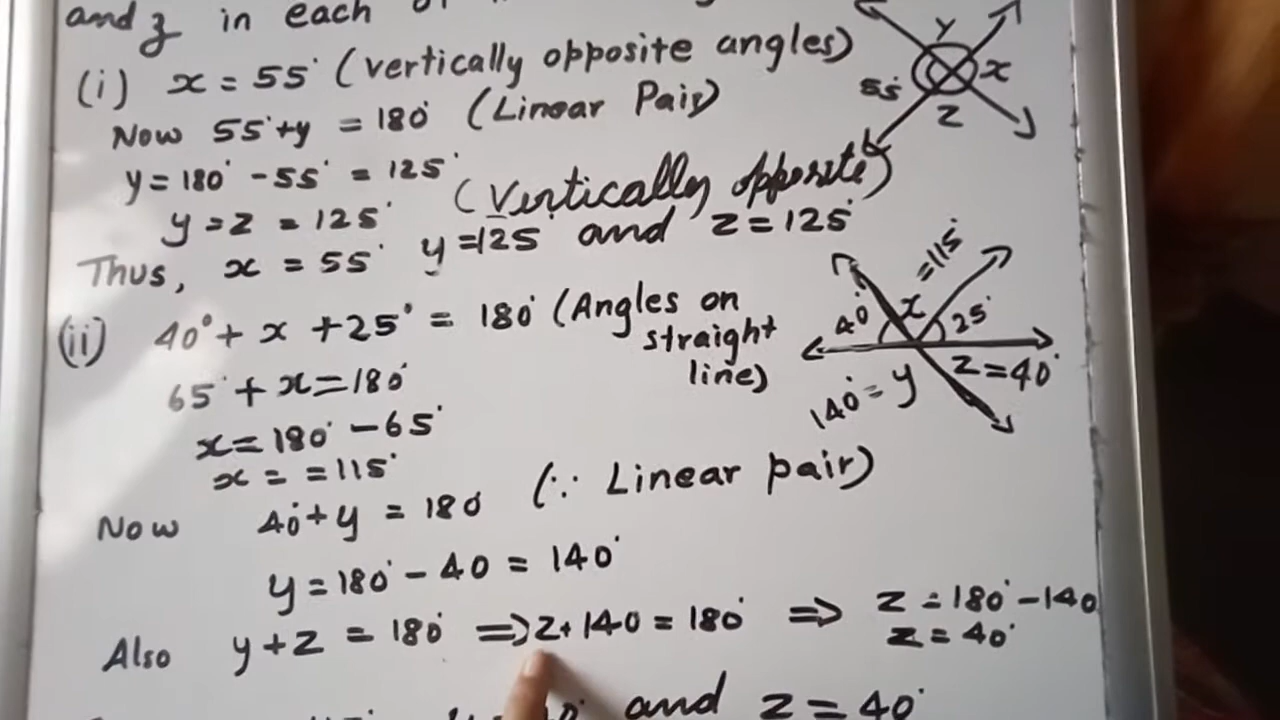 and z in each of
(i) x = 55° (vertically opposite angles)
Now 55°+y = 180° (Linear Pair)
y = 180° - 55° = 125°
y = z = 125° (Vertically opposite)
Thus, x = 55° y = 125° and z = 125°
y
55°
x
z
(ii) 40° + x + 25° = 180° (Angles on straight line)
65° + x = 180°
x = 180° - 65°
x = = 115°
Now 40°+y = 180° (∵ Linear pair)
y = 180° - 40 = 140°
Also y+z = 180° => z+140 = 180° => z = 180° - 140
z = 40°
= 115°
40°
x
25°
140° = y
z = 40°
and z = 40°